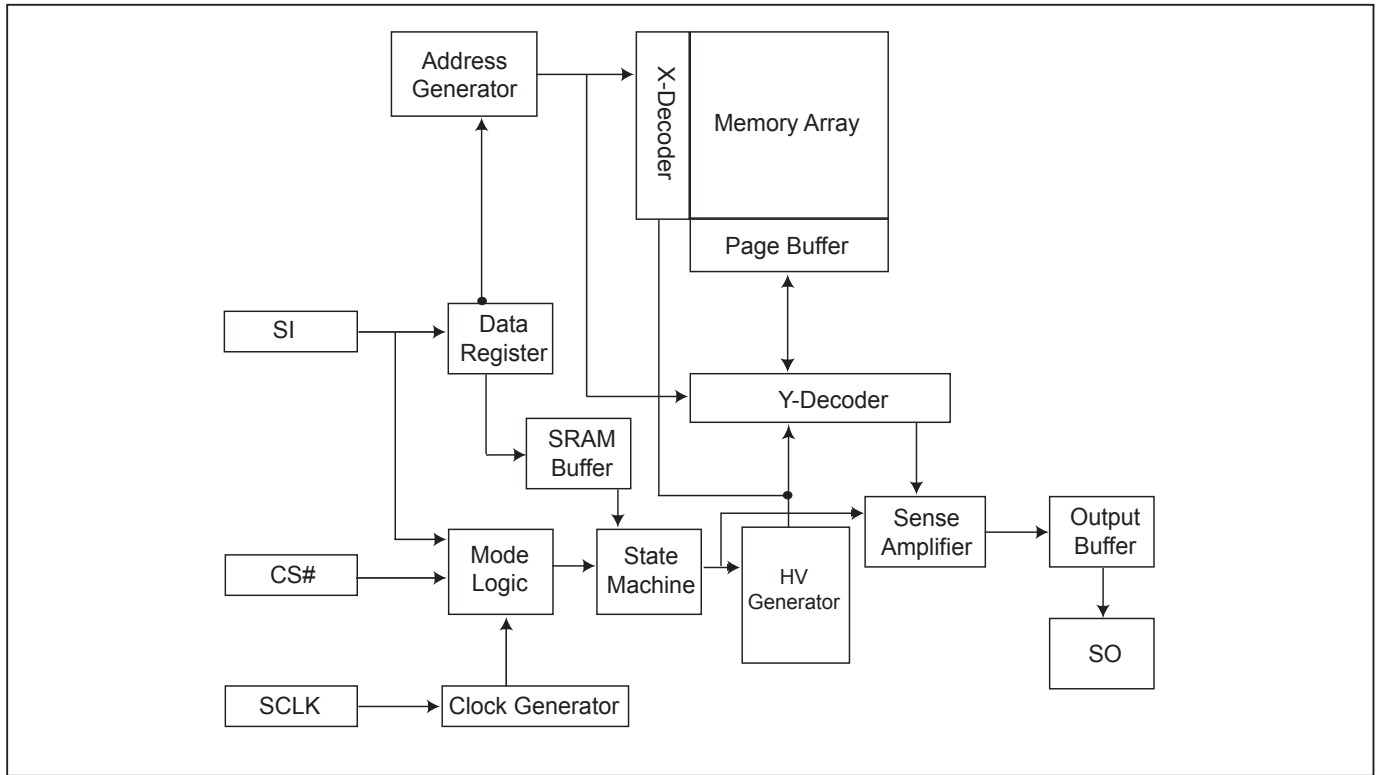 Address
Generator
X-Decoder
Memory Array
Page Buffer
SI
Data
Register
Y-Decoder
SRAM
Buffer
CS#
Mode
Logic
State
Machine
HV
Generator
Sense
Amplifier
Output
Buffer
SO
SCLK
Clock Generator